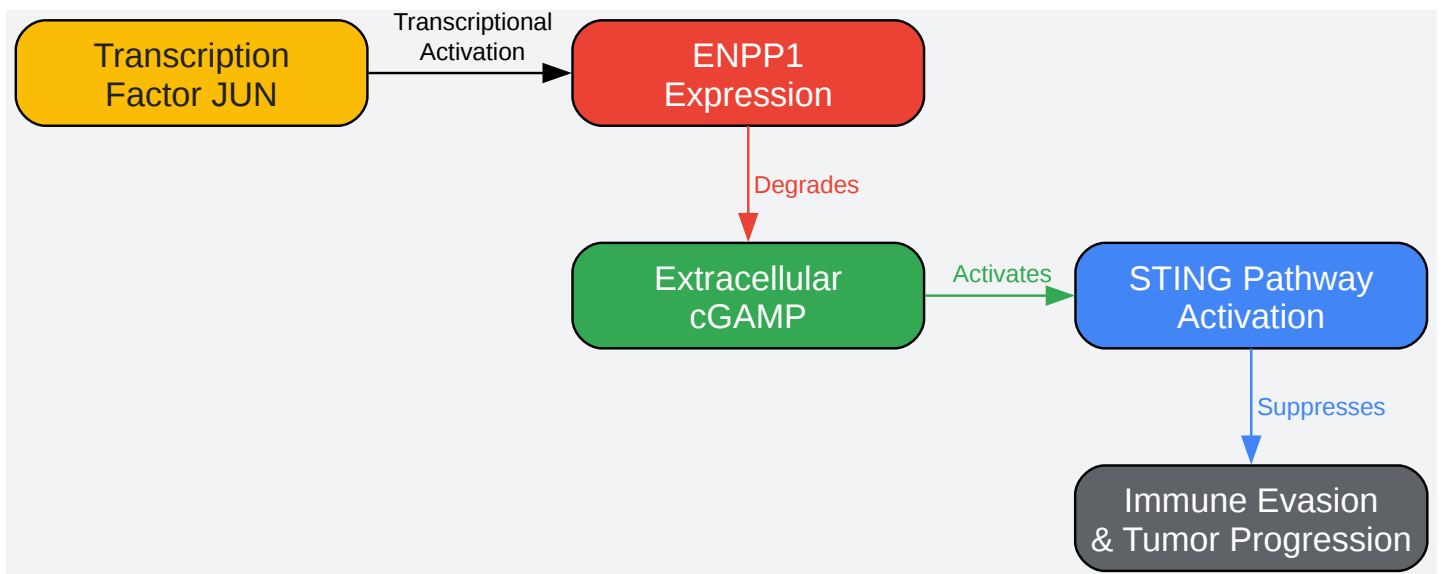 Transcription
Factor JUN
Transcriptional
Activation
ENPP1
Expression
Degrades
Extracellular
cGAMP
Activates
STING Pathway
Activation
Suppresses
Immune Evasion
& Tumor Progression